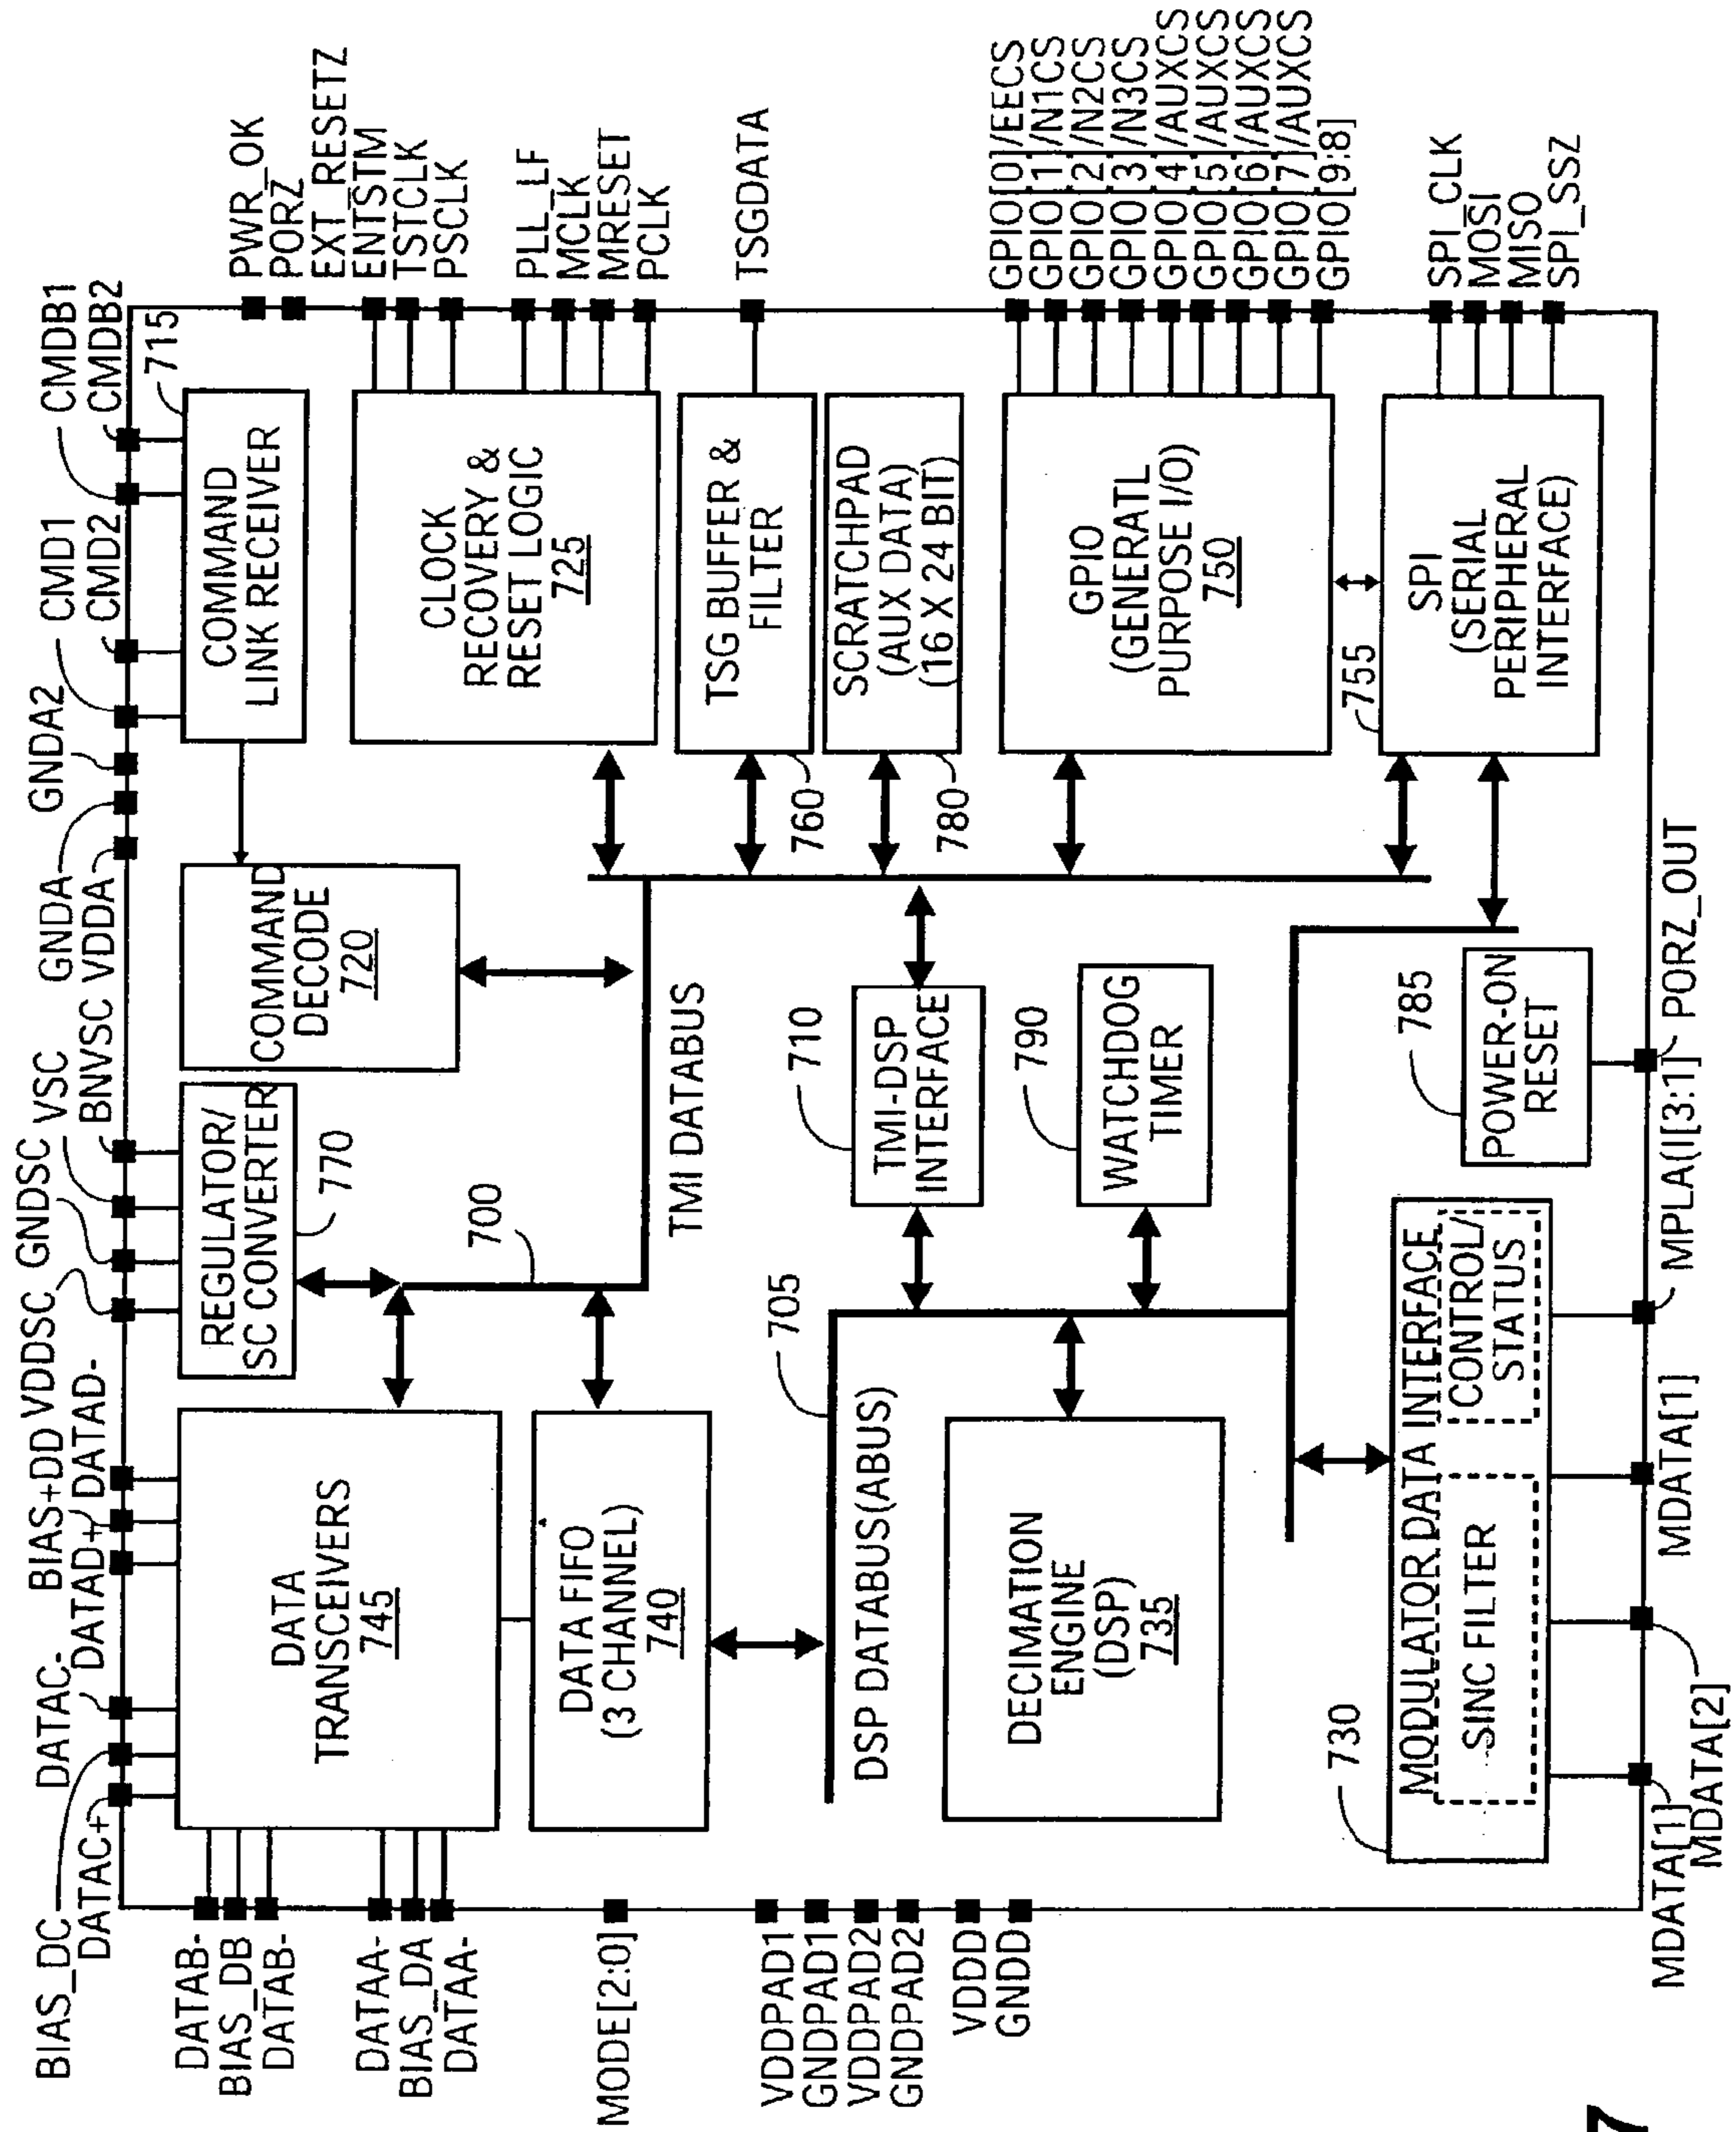 BIAS_DC
DATAC+
DATAC-
BIAS+DD
DATAD+
DATAD-
VDDSC
GNDSC
VSC
BNVSC
VDDA
GNDA
GNDA2
CMD1
CMD2
CMDB1
CMDB2
715
PWR_OK
PORZ
EXT_RESETZ
ENTSTM
TSTCLK
PSCLK
PLL_LF
MCLK
MRESET
PCLK
TSGDATA
GPIO[0]/EECS
GPIO[1]/N1CS
GPIO[2]/N2CS
GPIO[3]/N3CS
GPIO[4]/AUXCS
GPIO[5]/AUXCS
GPIO[6]/AUXCS
GPIO[7]/AUXCS
GPIO[9:8]
SPI_CLK
MOSI
MISO
SPI_SSZ
DATAB-
BIAS_DB
DATAB-
DATAA-
BIAS_DA
DATAA-
MODE[2:0]
VDDPAD1
GNDPAD1
VDDPAD2
GNDPAD2
VDDD
GNDD
DATA
TRANSCEIVERS
745
REGULATOR/
SC CONVERTER
770
COMMAND
DECODE
720
COMMAND
LINK RECEIVER
CLOCK
RECOVERY &
RESET LOGIC
725
DATA FIFO
(3 CHANNEL)
740
700
TMI DATABUS
TSG BUFFER &
FILTER
760
SCRATCHPAD
(AUX DATA)
(16 X 24 BIT)
780
705
DSP DATABUS(ABUS)
710
TMI-DSP
INTERFACE
DECIMATION
ENGINE
(DSP)
735
790
WATCHDOG
TIMER
GPIO
(GENERATL
PURPOSE I/O)
750
755
SPI
(SERIAL
PERIPHERAL
INTERFACE)
730
MODULATOR DATA INTERFACE
SINC FILTER
CONTROL/
STATUS
785
POWER-ON
RESET
MDATA[1]
MDATA[2]
MDATA[1]
MPLA(I[3:1]
PORZ_OUT
7